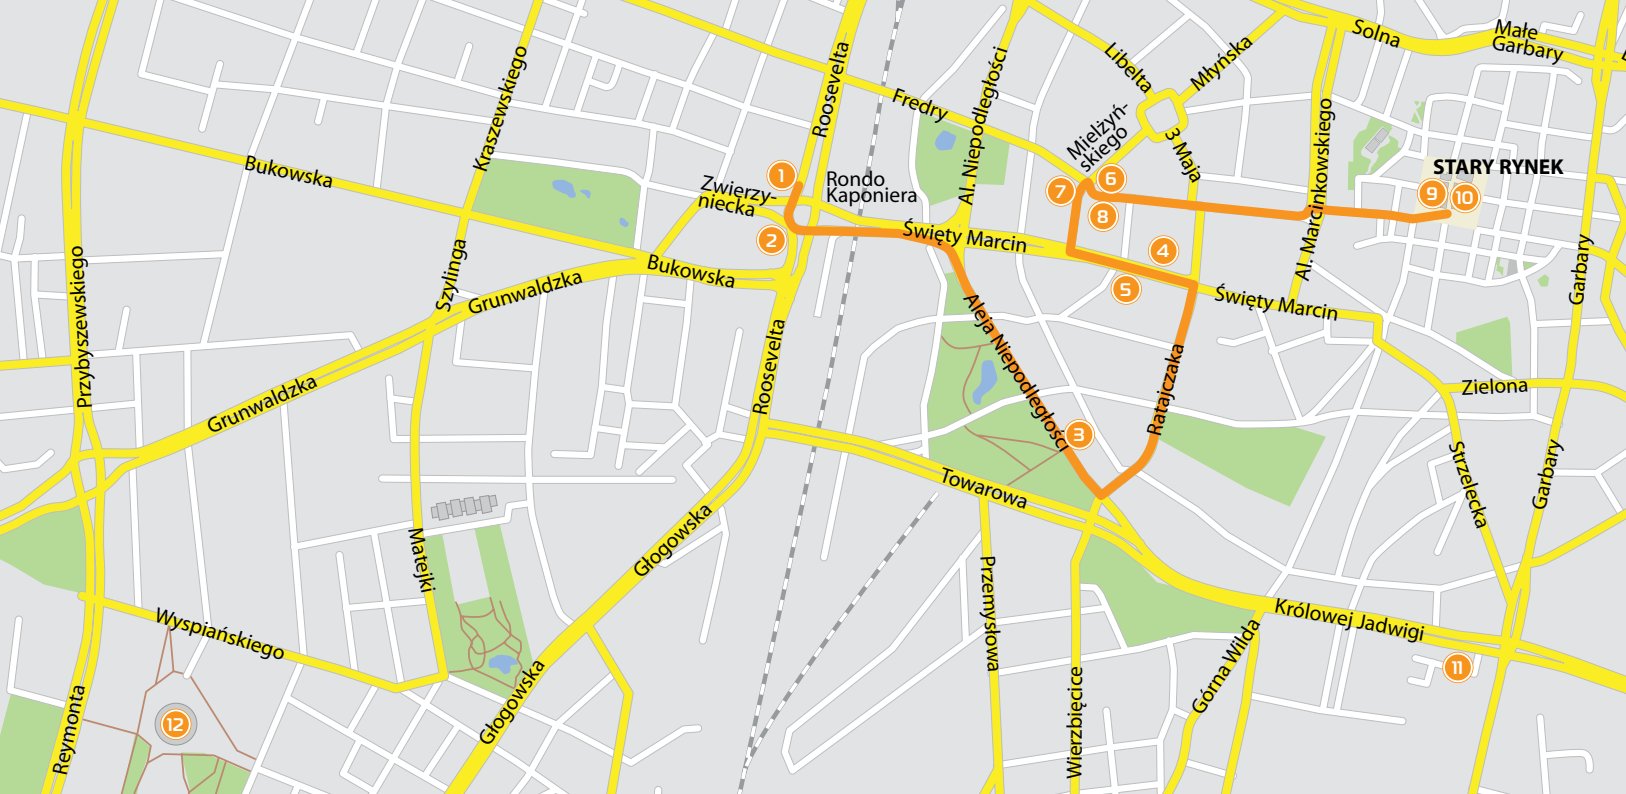 Solna
Małe
Garbary
Libelta
Młyńska
Roosevelta
Kraszewskiego
Al. Niepodległości
Fredry
Mielżyń-
skiego
3 Maja
Al. Marcinkowskiego
STARY RYNEK
Bukowska
Zwierzy-
niecka
1
Rondo
Kaponiera
7
6
8
9
10
2
Święty Marcin
4
5
Święty Marcin
Garbary
Przybyszewskiego
Szylinga
Grunwaldzka
Bukowska
Roosevelta
Aleja Niepodległości
Ratajczaka
Zielona
Grunwaldzka
3
Towarowa
Strzelecka
Garbary
Głogowska
Matejki
Przemysłowa
Wyspiańskiego
Królowej Jadwigi
Górna Wilda
11
Wierzbięcice
Głogowska
Reymonta
12